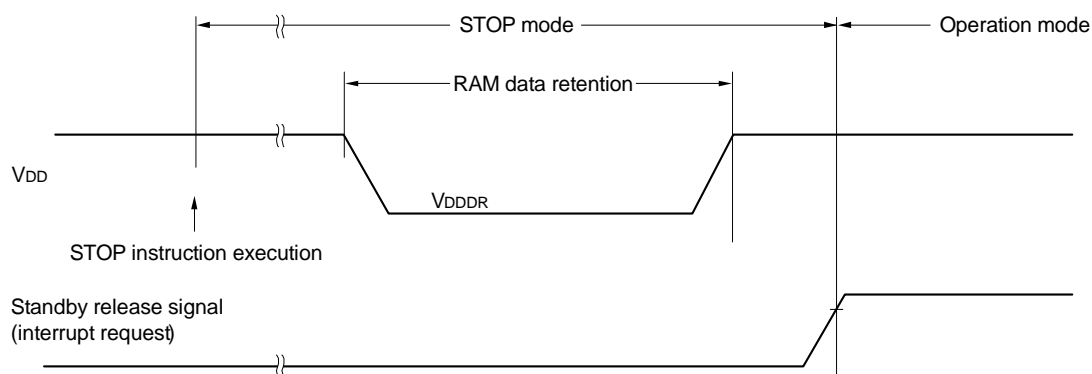 STOP mode
Operation mode
RAM data retention
VDD
VDDDR
STOP instruction execution
Standby release signal
(interrupt request)